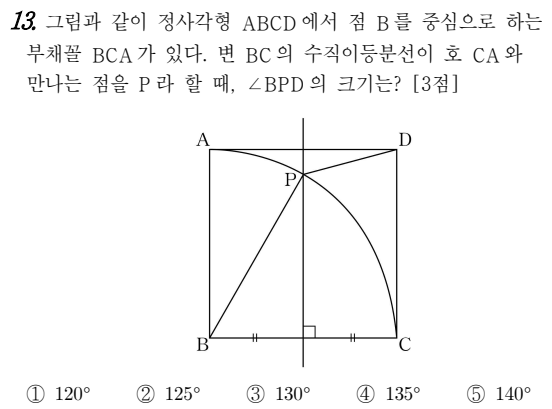 13. 그림과 같이 정사각형 ABCD에서 점 B를 중심으로 하는
부채꼴 BCA가 있다. 변 BC의 수직이등분선이 호 CA와
만나는 점을 P라 할 때, ∠BPD의 크기는? [3점]
A D
P
B C
① 120° ② 125° ③ 130° ④ 135° ⑤ 140°